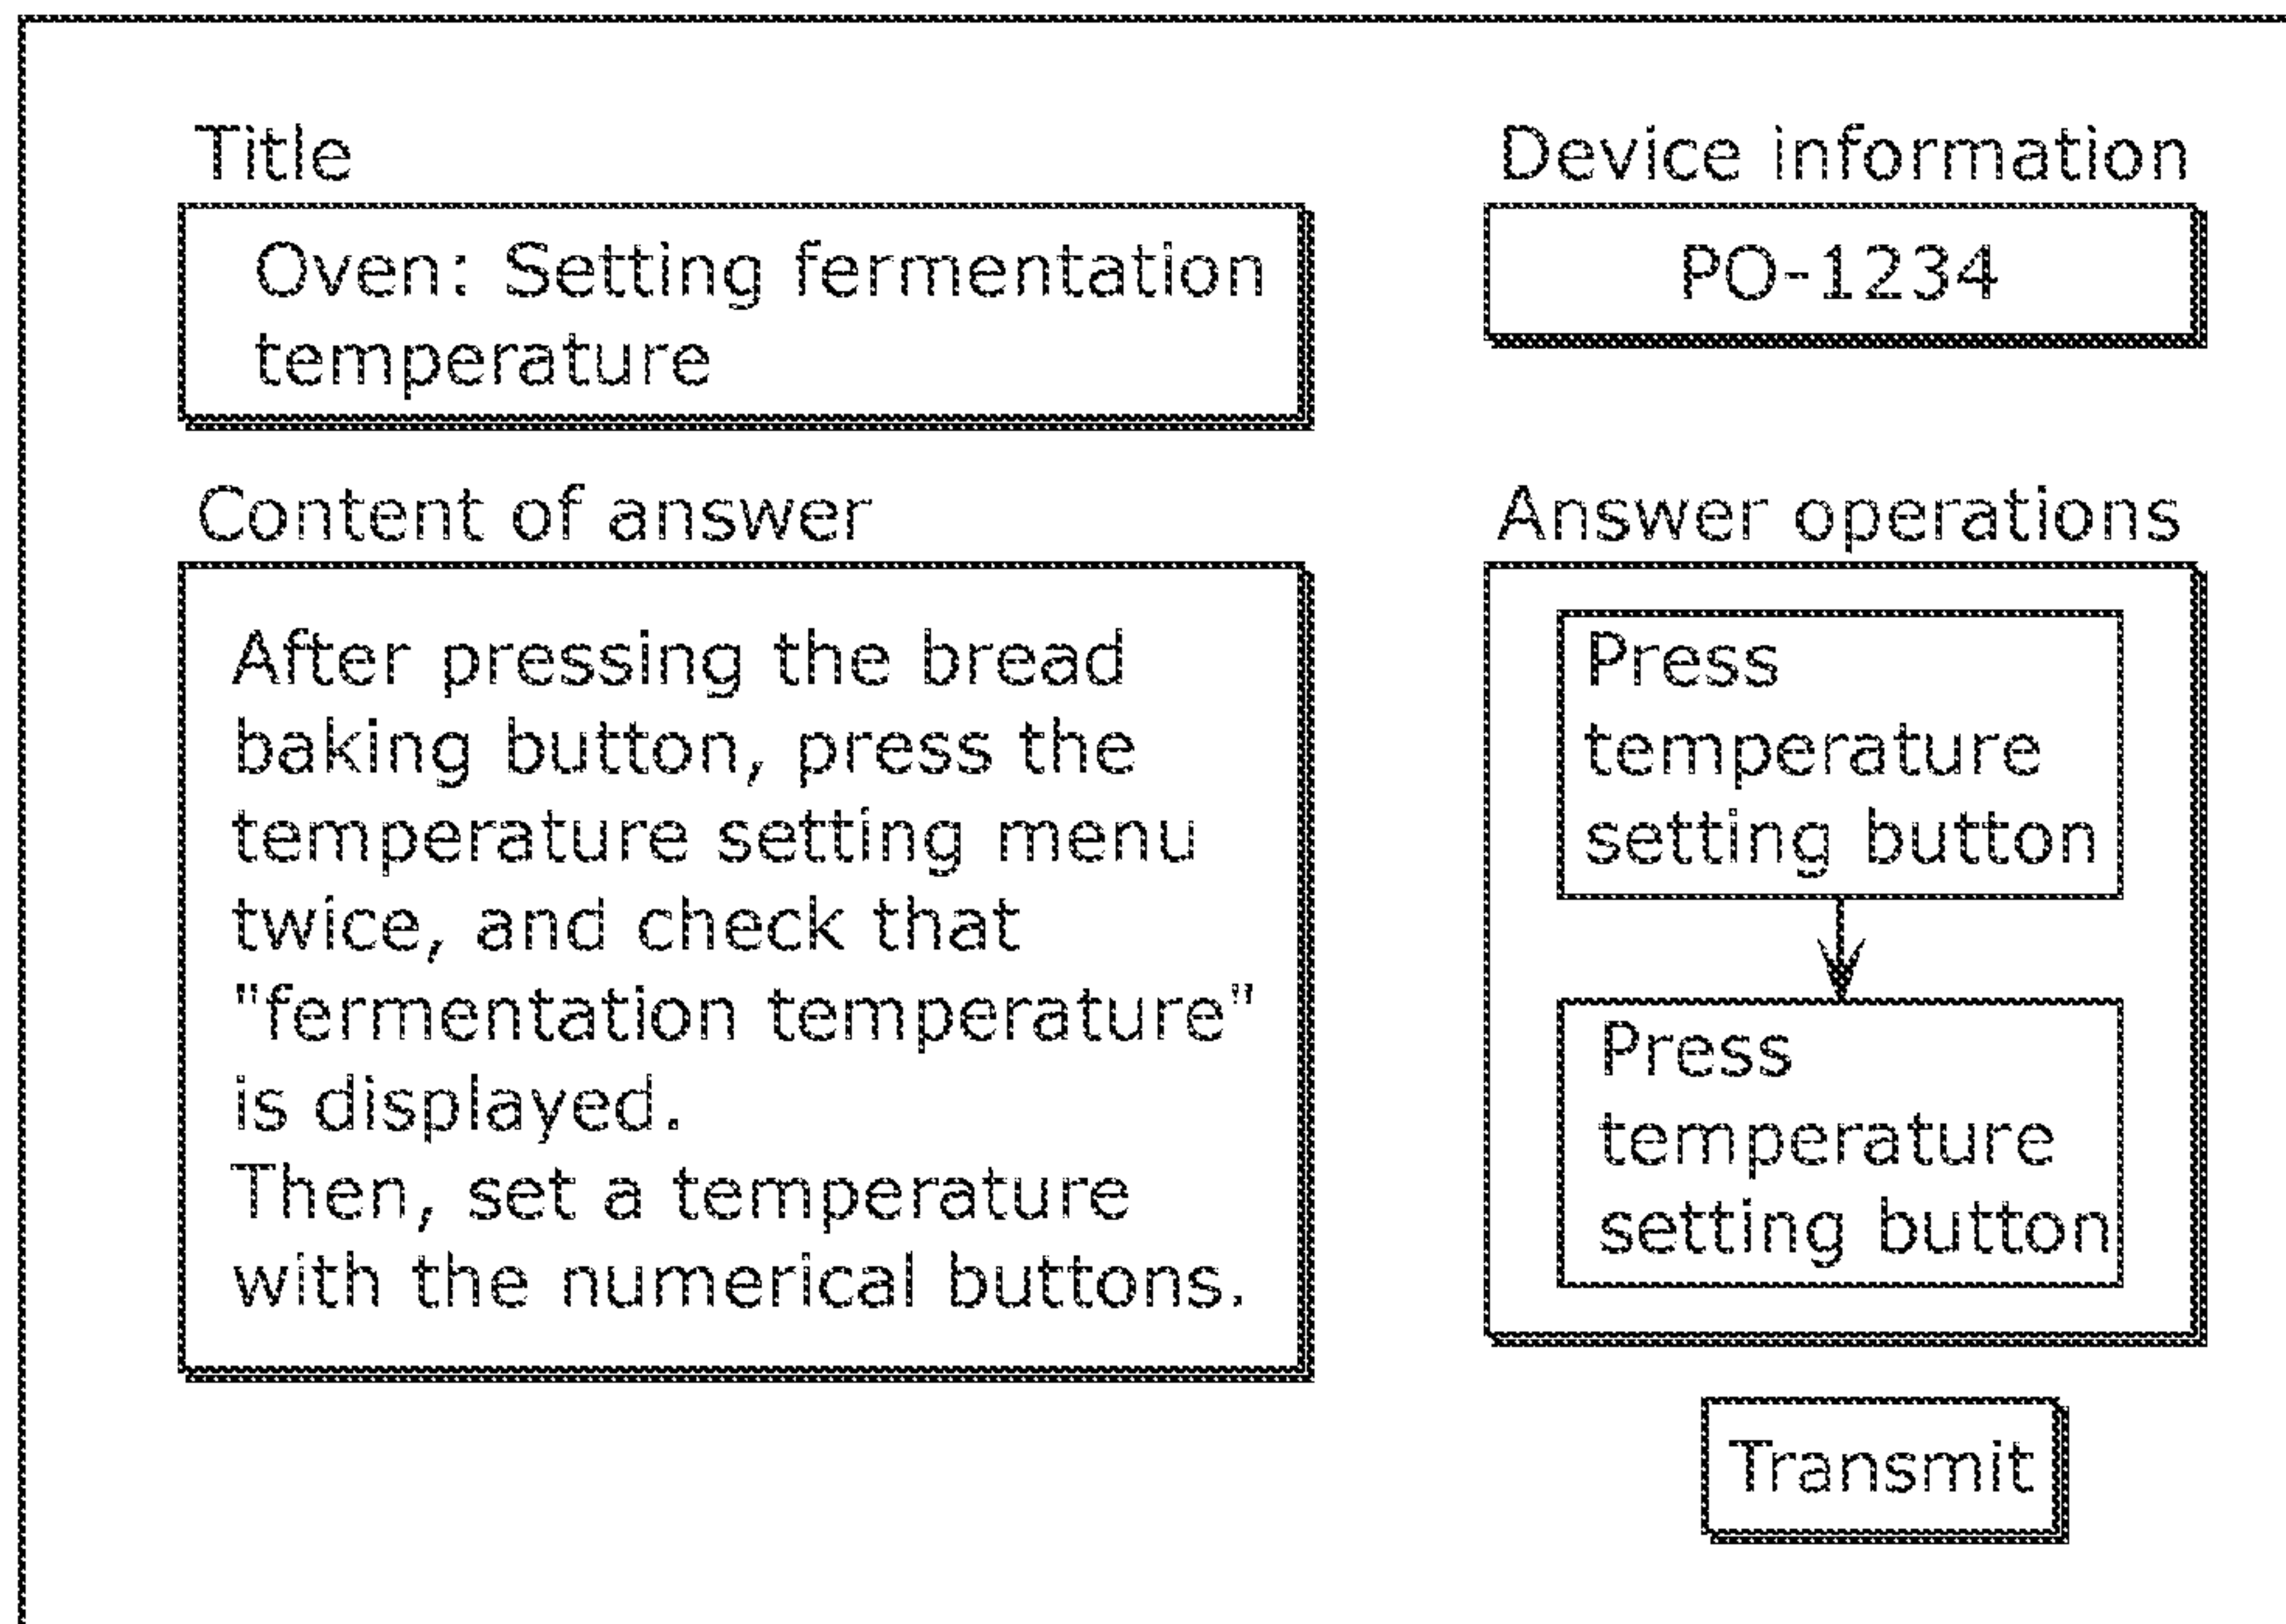 Title
Oven: Setting fermentation
temperature
Device information
PO-1234
Content of answer
After pressing the bread
baking button, press the
temperature setting menu
twice, and check that
"fermentation temperature"
is displayed.
Then, set a temperature
with the numerical buttons.
Answer operations
Press
temperature
setting button
Press
temperature
setting button
Transmit